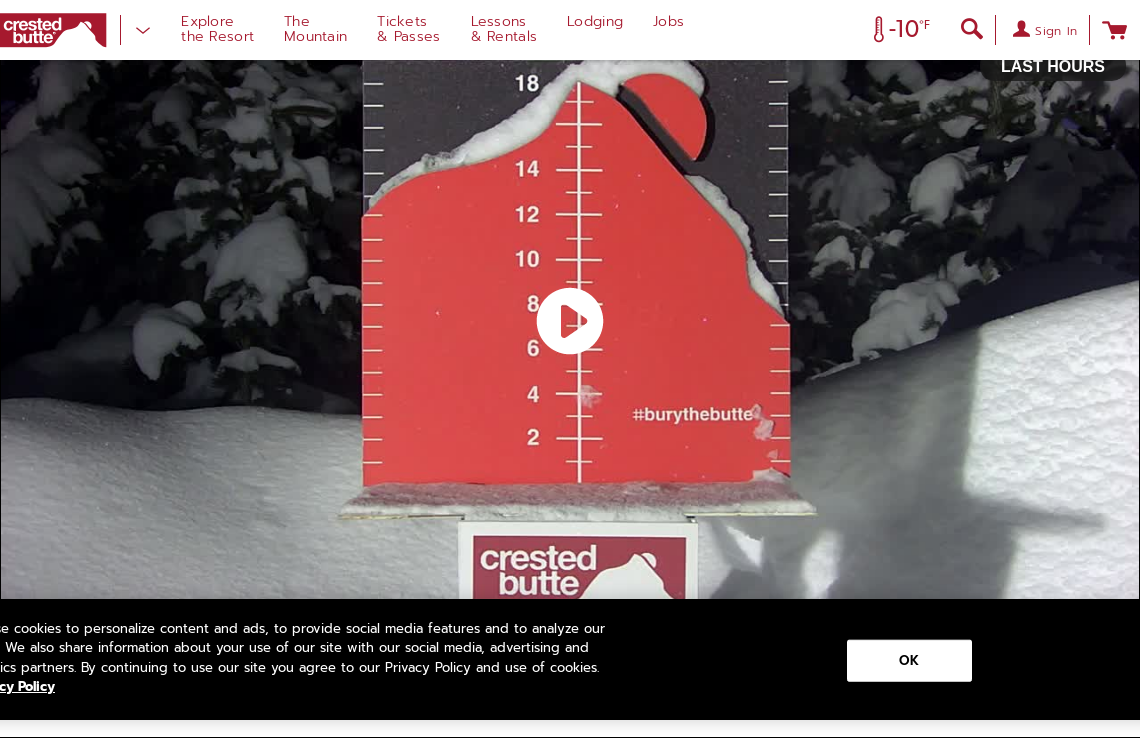 crested
butte
Explore
the Resort
The
Mountain
Tickets
& Passes
Lessons
& Rentals
Lodging
Jobs
-10°F
Sign In
LAST HOURS
18
14
12
10
8
6
4
2
#burythebutte
crested
butte
cookies to personalize content and ads, to provide social media features and to analyze our
We also share information about your use of our site with our social media, advertising and
partners. By continuing to use our site you agree to our Privacy Policy and use of cookies.
Policy
OK